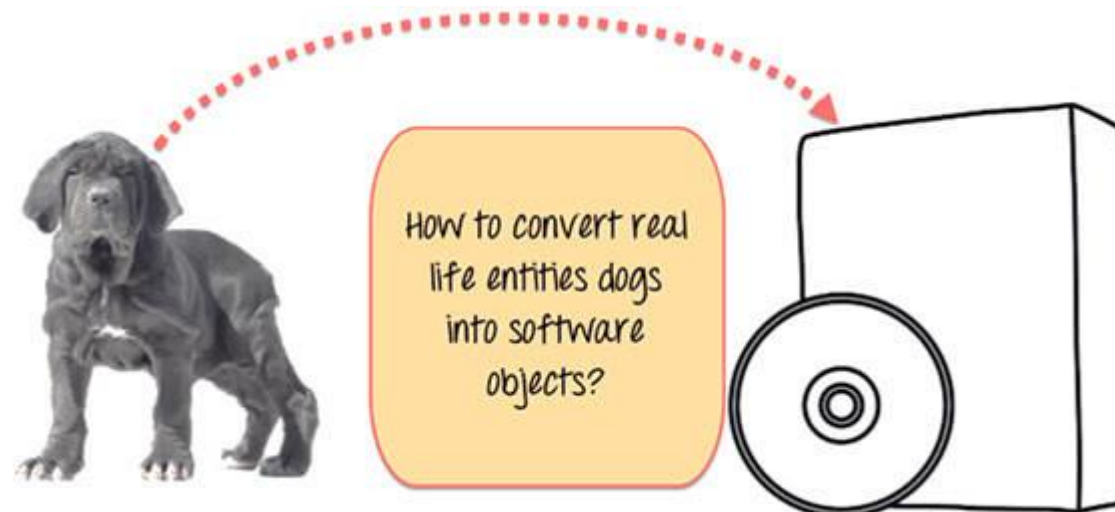 How to convert real
life entities dogs
into software
objects?